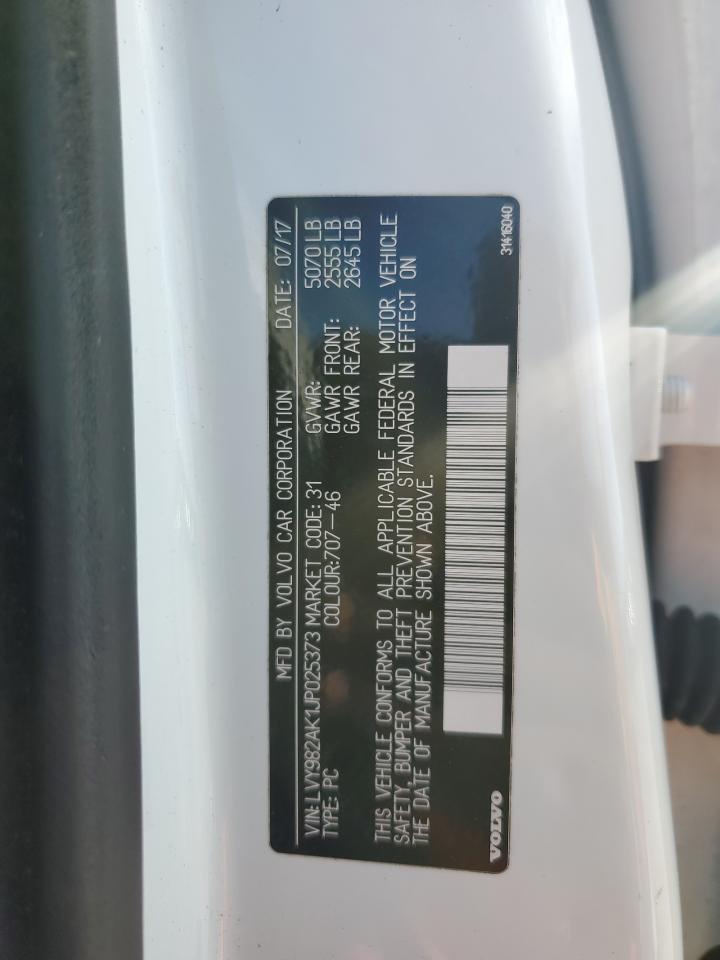 MFD BY VOLVO CAR CORPORATION DATE: 07/17
VIN: LVY982AK1JP025373 MARKET CODE: 31 GVWR: 5070 LB
TYPE: PC COLOUR: 707-46 GAWR FRONT: 2555 LB
GAWR REAR: 2645 LB
THIS VEHICLE CONFORMS TO ALL APPLICABLE FEDERAL MOTOR VEHICLE
SAFETY, BUMPER AND THEFT PREVENTION STANDARDS IN EFFECT ON
THE DATE OF MANUFACTURE SHOWN ABOVE.
VOLVO 31416040